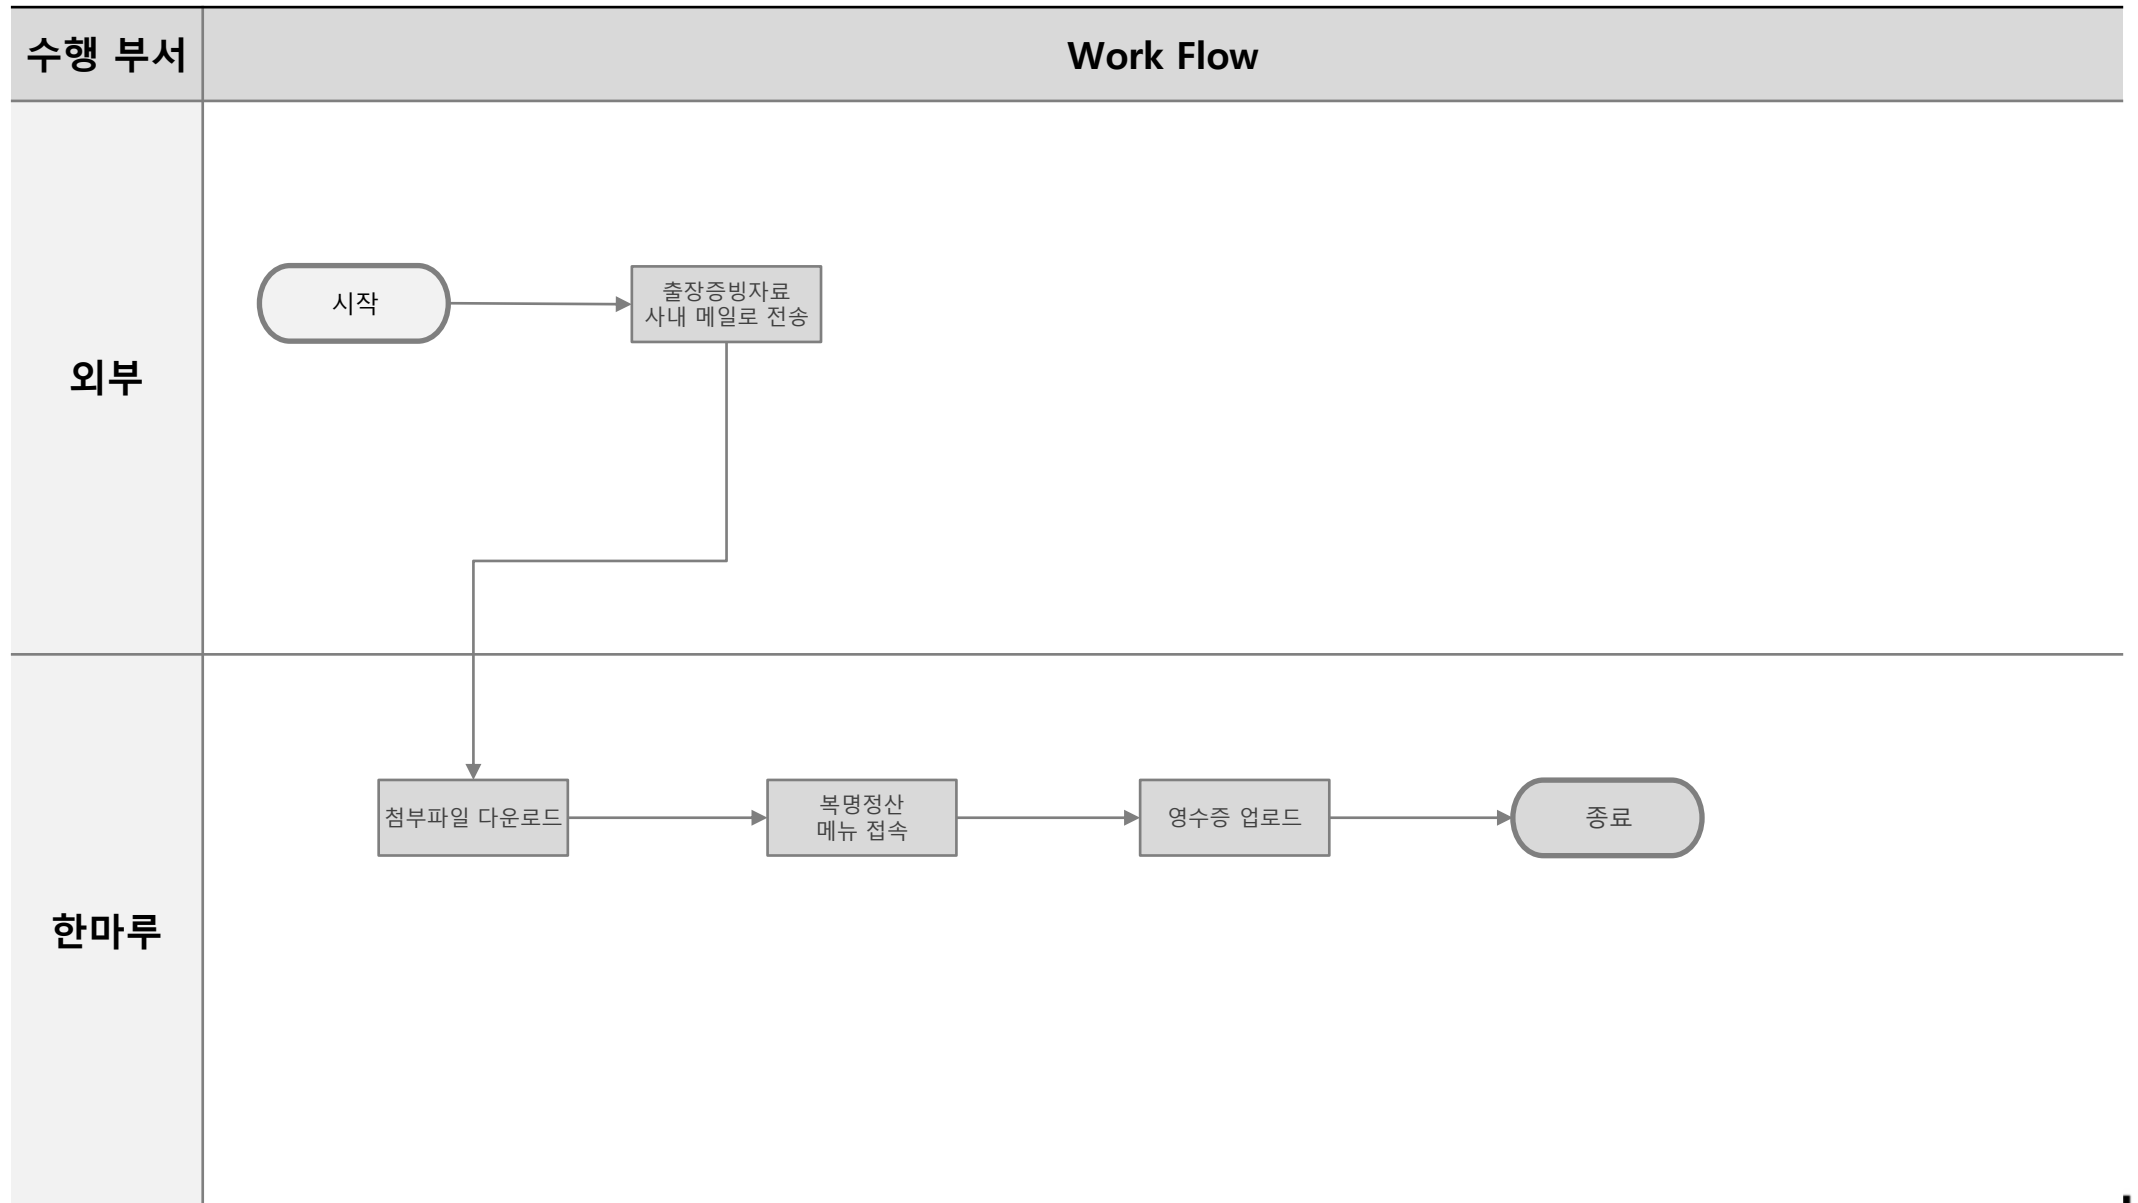 수행 부서
Work Flow
외부
시작
출장증빙자료
사내 메일로 전송
한마루
첨부파일 다운로드
복명정산
메뉴 접속
영수증 업로드
종료